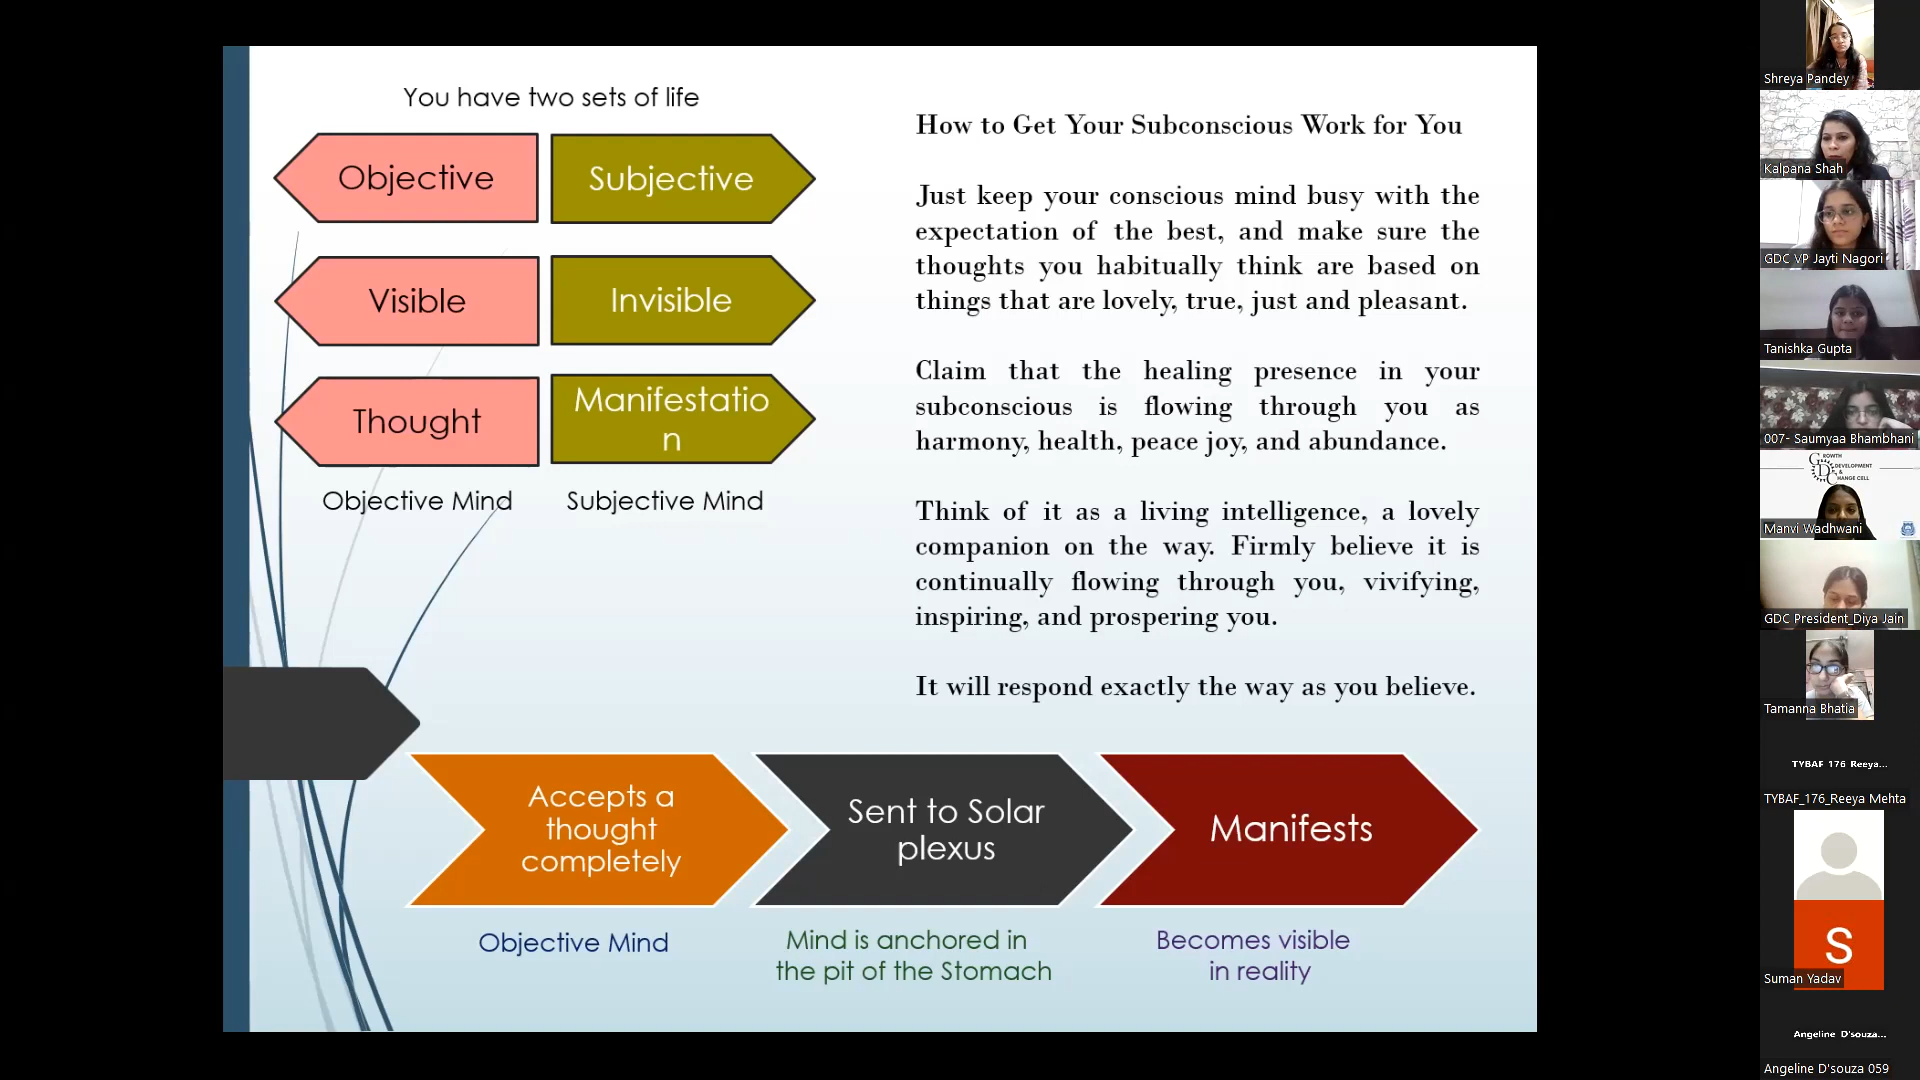 You have two sets of life
Objective
Subjective
Visible
Invisible
Thought
Manifestatio
n
Objective Mind
Subjective Mind
How to Get Your Subconscious Work for You
Just keep your conscious mind busy with the
expectation of the best, and make sure the
thoughts you habitually think are based on
things that are lovely, true, just and pleasant.
Claim that the healing presence in your
subconscious is flowing through you as
harmony, health, peace joy, and abundance.
Think of it as a living intelligence, a lovely
companion on the way. Firmly believe it is
continually flowing through you, vivifying,
inspiring, and prospering you.
It will respond exactly the way as you believe.
Accepts a
thought
completely
Sent to Solar
plexus
Manifests
Objective Mind
Mind is anchored in
the pit of the Stomach
Becomes visible
in reality
Shreya Pandey
Kalpana Shah
GDC VP Jayti Nagori
Tanishka Gupta
007- Saumyaa Bhambhani
GROWTH
DEVELOPMENT
&
CHANGE CELL
Manvi Wadhwani
GDC President_Diya Jain
Tamanna Bhatia
TYBAF 176 Reeya...
TYBAF_176_Reeya Mehta
S
Suman Yadav
Angeline D'souza...
Angeline D'souza 059